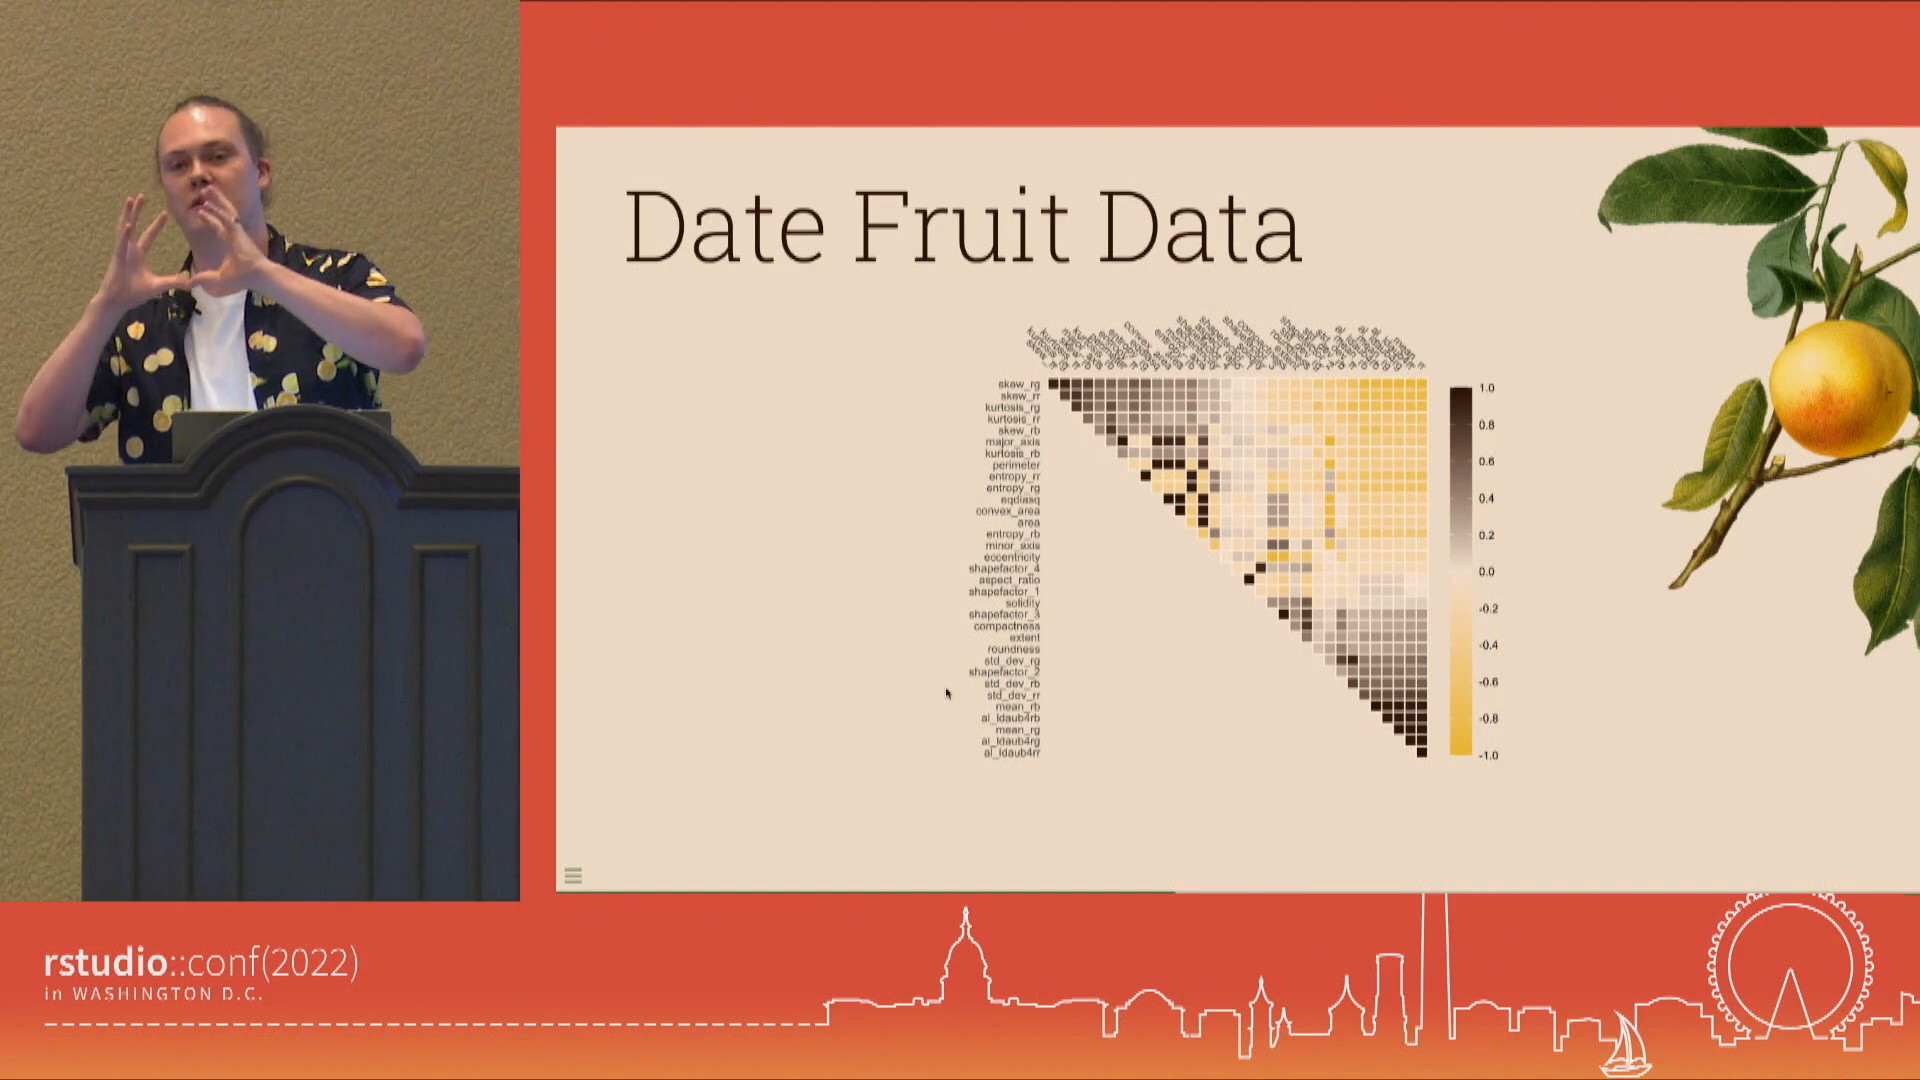 Date Fruit Data
skew_rg
skew_rr
kurtosis_rg
kurtosis_rr
skew_rb
major_axis
kurtosis_rb
perimeter
entropy_rr
entropy_rg
eqdiasq
convex_area
area
entropy_rb
minor_axis
eccentricity
shapefactor_4
aspect_ratio
shapefactor_1
solidity
shapefactor_3
compactness
extent
roundness
std_dev_rg
shapefactor_2
std_dev_rb
std_dev_rr
mean_rb
al_ldaub4rb
mean_rg
al_ldaub4rg
al_ldaub4rr
1.0
0.8
0.6
0.4
0.2
0.0
-0.2
-0.4
-0.6
-0.8
-1.0
rstudio::conf(2022)
in WASHINGTON D.C.